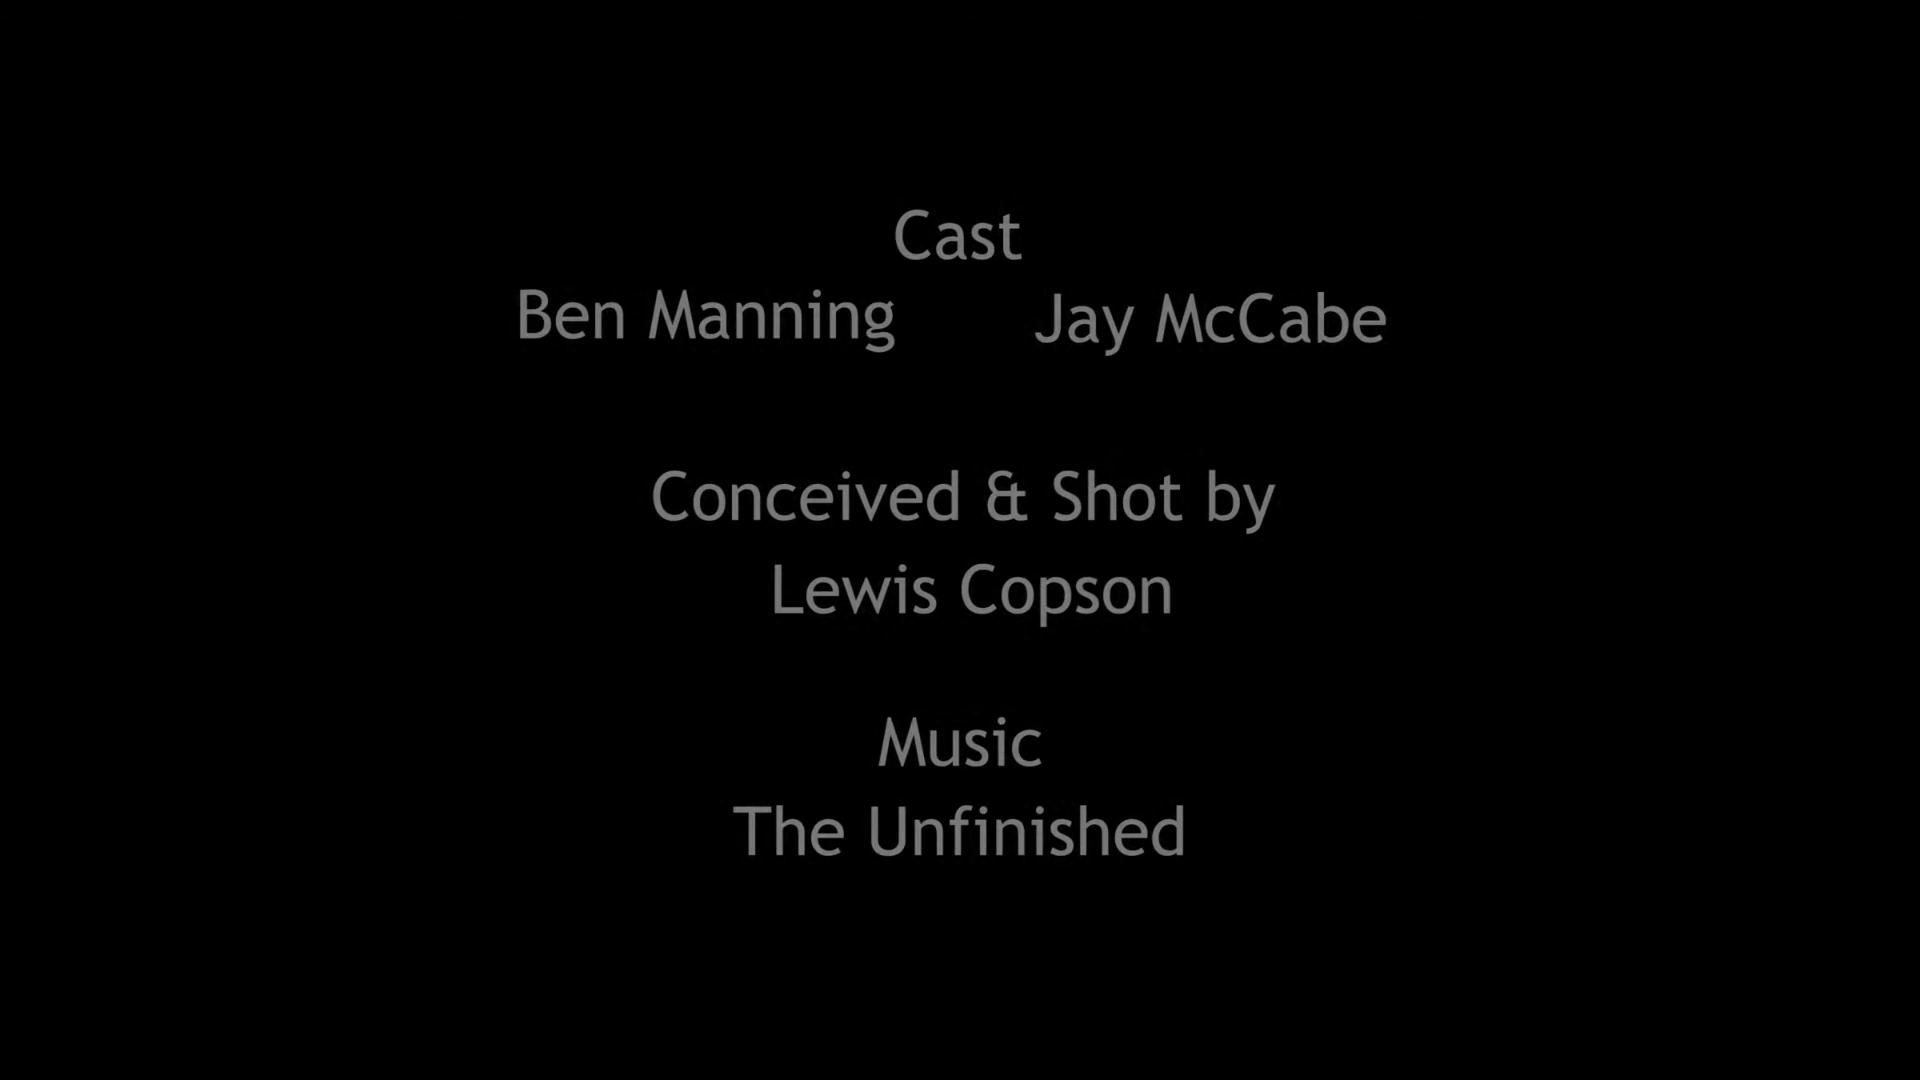 Cast
Ben Manning Jay McCabe
Conceived & Shot by
Lewis Copson
Music
The Unfinished